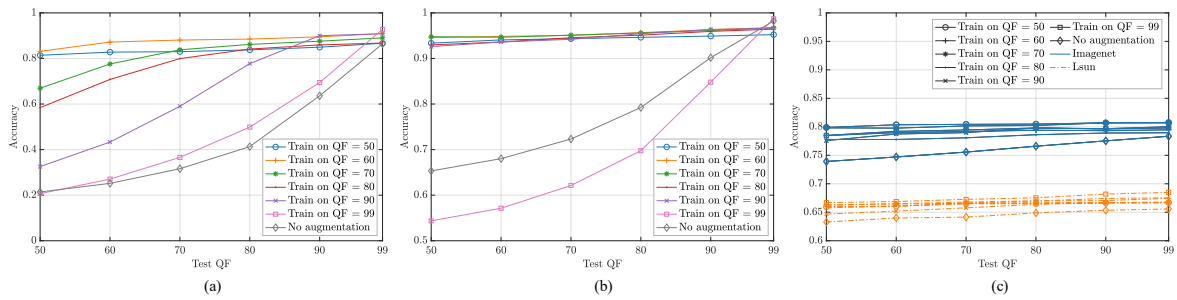 1
0.8
0.6
0.4
0.2
0
Accuracy
50
60
70
80
90
99
Test QF
Train on QF = 50
Train on QF = 60
Train on QF = 70
Train on QF = 80
Train on QF = 90
Train on QF = 99
No augmentation
(a)
1
0.9
0.8
0.7
0.6
0.5
Accuracy
50
60
70
80
90
99
Test QF
Train on QF = 50
Train on QF = 60
Train on QF = 70
Train on QF = 80
Train on QF = 90
Train on QF = 99
No augmentation
(b)
1
0.95
0.9
0.85
0.8
0.75
0.7
0.65
0.6
Accuracy
50
60
70
80
90
99
Test QF
Train on QF = 50
Train on QF = 60
Train on QF = 70
Train on QF = 80
Train on QF = 90
Train on QF = 99
No augmentation
Imagenet
Lsun
(c)